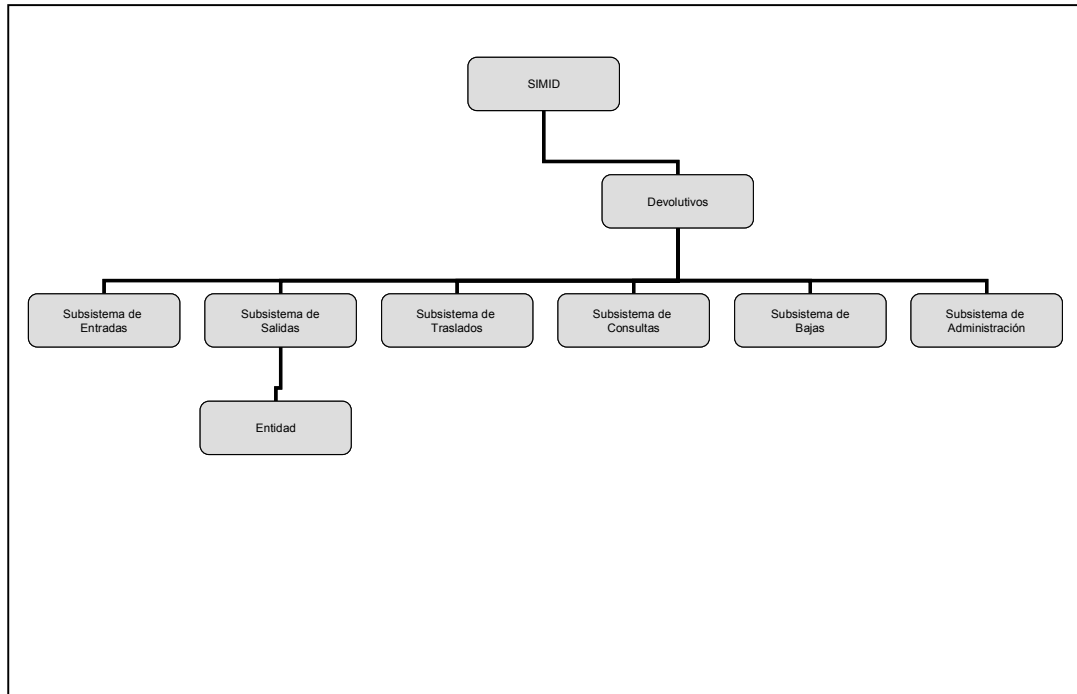 SIMID
Devolutivos
Subsistema de
Entradas
Subsistema de
Salidas
Subsistema de
Traslados
Subsistema de
Consultas
Subsistema de
Bajas
Subsistema de
Administración
Entidad